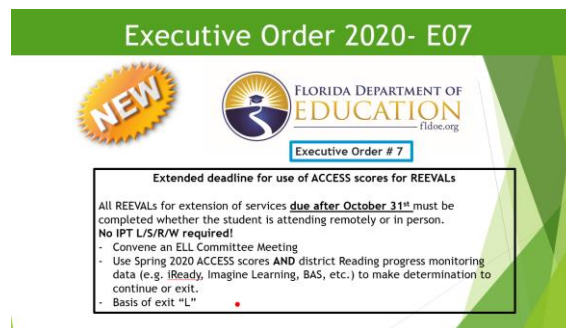 Executive Order 2020- E07
NEW
FLORIDA DEPARTMENT OF
EDUCATION
fldoe.org
Executive Order # 7
Extended deadline for use of ACCESS scores for REEVALs
All REEVALs for extension of services due after October 31st must be
completed whether the student is attending remotely or in person.
No IPT L/S/R/W required!
- Convene an ELL Committee Meeting
- Use Spring 2020 ACCESS scores AND district Reading progress monitoring
data (e.g. iReady, Imagine Learning, BAS, etc.) to make determination to
continue or exit.
- Basis of exit “L”